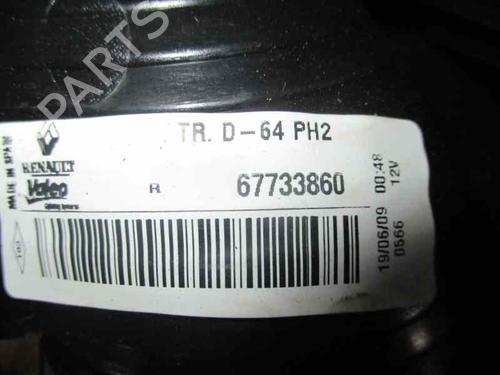 TR. D-64 PH2
MADE IN SPAIN
RENAULT
Valeo
R 67733860
19/06/09 00:48
0566 12V
B-PARTS